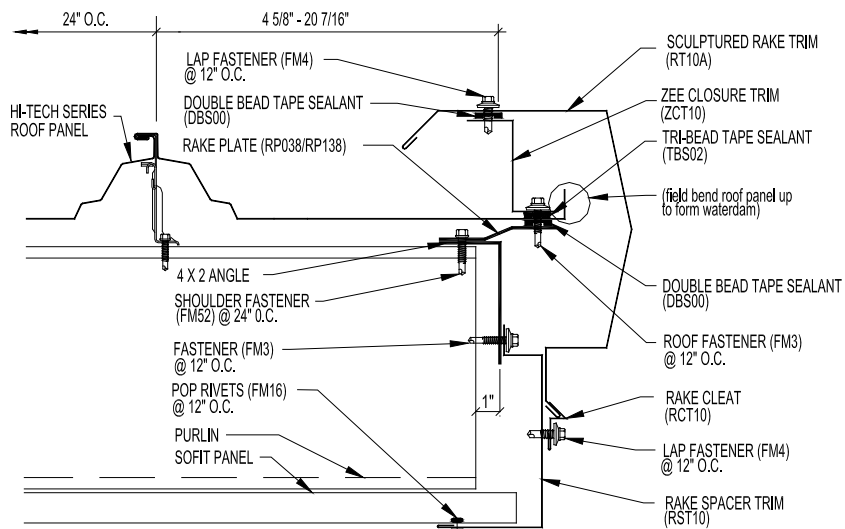 24" O.C.
4 5/8" - 20 7/16"
LAP FASTENER (FM4)
@ 12" O.C.
DOUBLE BEAD TAPE SEALANT
(DBS00)
RAKE PLATE (RP038/RP138)
HI-TECH SERIES
ROOF PANEL
SCULPTURED RAKE TRIM
(RT10A)
ZEE CLOSURE TRIM
(ZCT10)
TRI-BEAD TAPE SEALANT
(TBS02)
(field bend roof panel up
to form waterdam)
4 X 2 ANGLE
SHOULDER FASTENER
(FM52) @ 24" O.C.
FASTENER (FM3)
@ 12" O.C.
POP RIVETS (FM16)
@ 12" O.C.
PURLIN
SOFIT PANEL
1"
DOUBLE BEAD TAPE SEALANT
(DBS00)
ROOF FASTENER (FM3)
@ 12" O.C.
RAKE CLEAT
(RCT10)
LAP FASTENER (FM4)
@ 12" O.C.
RAKE SPACER TRIM
(RST10)